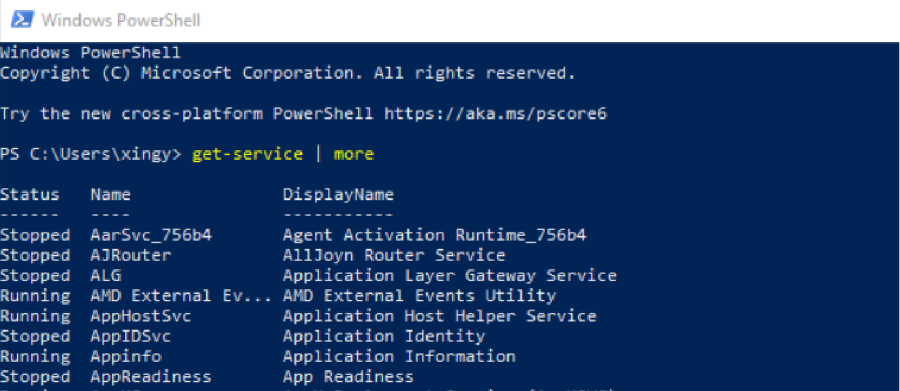 Windows PowerShell
Windows PowerShell
Copyright (C) Microsoft Corporation. All rights reserved.
Try the new cross-platform PowerShell https://aka.ms/pscore6
PS C:\Users\xingy> get-service | more
Status   Name               DisplayName
------   ----               -----------
Stopped  AarSvc_756b4       Agent Activation Runtime_756b4
Stopped  AJRouter           AllJoyn Router Service
Stopped  ALG                Application Layer Gateway Service
Running  AMD External Ev... AMD External Events Utility
Running  AppHostSvc         Application Host Helper Service
Stopped  AppIDSvc           Application Identity
Running  Appinfo            Application Information
Stopped  AppReadiness       App Readiness